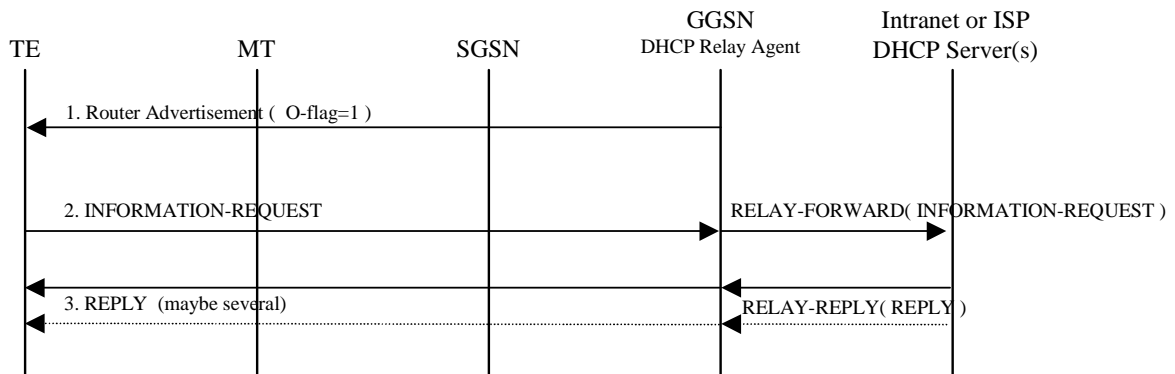 TE
MT
SGSN
GGSN
DHCP Relay Agent
Intranet or ISP
DHCP Server(s)
1. Router Advertisement ( O-flag=1 )
2. INFORMATION-REQUEST
RELAY-FORWARD( INFORMATION-REQUEST )
3. REPLY (maybe several)
RELAY-REPLY( REPLY )